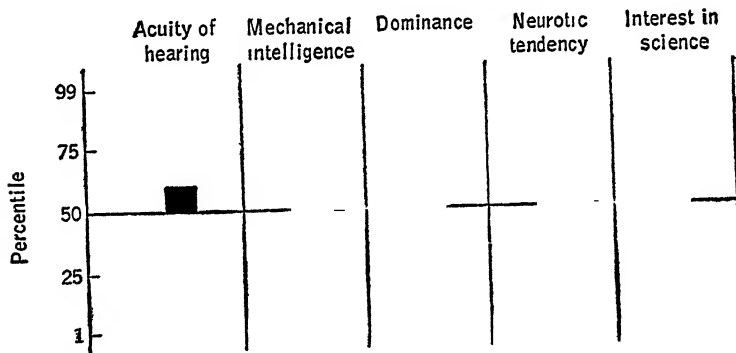 Acuity of
hearing
Mechanical
intelligence
Dominance
Neurotic
tendency
Interest in
science
Percentile
99
75
50
25
1